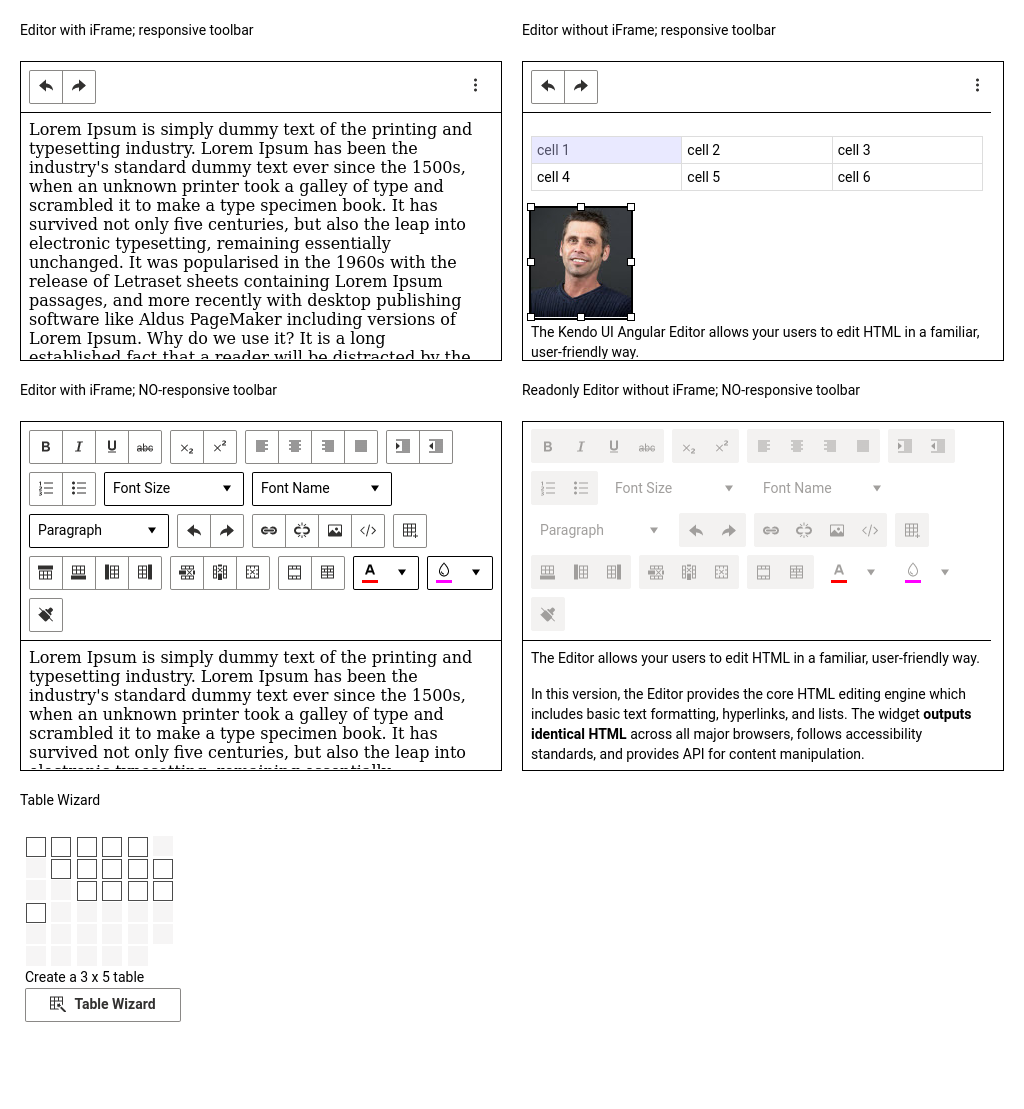 Editor with iFrame; responsive toolbar
Lorem Ipsum is simply dummy text of the printing and
typesetting industry. Lorem Ipsum has been the
industry's standard dummy text ever since the 1500s,
when an unknown printer took a galley of type and
scrambled it to make a type specimen book. It has
survived not only five centuries, but also the leap into
electronic typesetting, remaining essentially
unchanged. It was popularised in the 1960s with the
release of Letraset sheets containing Lorem Ipsum
passages, and more recently with desktop publishing
software like Aldus PageMaker including versions of
Lorem Ipsum. Why do we use it? It is a long
established fact that a reader will be distracted by the
Editor without iFrame; responsive toolbar
cell 1 cell 2 cell 3
cell 4 cell 5 cell 6
The Kendo UI Angular Editor allows your users to edit HTML in a familiar,
user-friendly way.
Editor with iFrame; NO-responsive toolbar
B I U abc x₂ x²
Font Size Font Name
Paragraph
A
Lorem Ipsum is simply dummy text of the printing and
typesetting industry. Lorem Ipsum has been the
industry's standard dummy text ever since the 1500s,
when an unknown printer took a galley of type and
scrambled it to make a type specimen book. It has
survived not only five centuries, but also the leap into
electronic typesetting, remaining essentially
Readonly Editor without iFrame; NO-responsive toolbar
B I U abc x₂ x²
Font Size Font Name
Paragraph
A
The Editor allows your users to edit HTML in a familiar, user-friendly way.
In this version, the Editor provides the core HTML editing engine which
includes basic text formatting, hyperlinks, and lists. The widget outputs
identical HTML across all major browsers, follows accessibility
standards, and provides API for content manipulation.
Table Wizard
Create a 3 x 5 table
Table Wizard